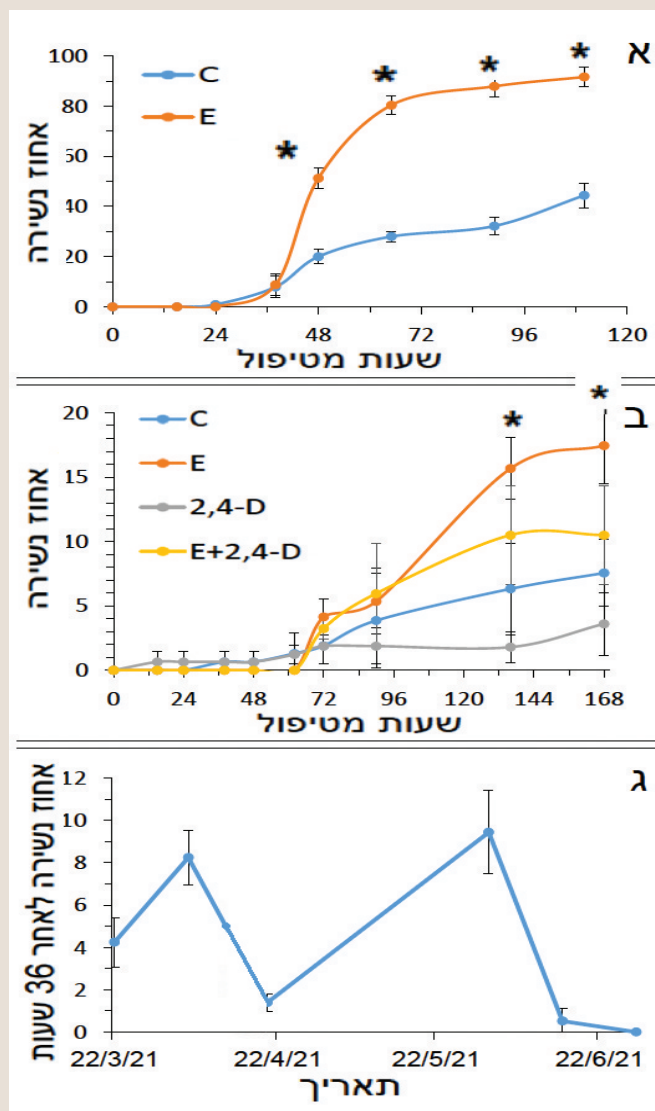 א
100
80
60
40
20
0
C
E
*
*
*
*
אחוז נשירה
0 24 48 72 96 120
שעות מטיפול
ב
20
15
10
5
0
C
E
2,4-D
E+2,4-D
*
*
אחוז נשירה
0 24 48 72 96 120 144 168
שעות מטיפול
ג
12
10
8
6
4
2
0
אחוז נשירה לאחר 36 שעות
22/3/21 22/4/21 22/5/21 22/6/21
תאריך